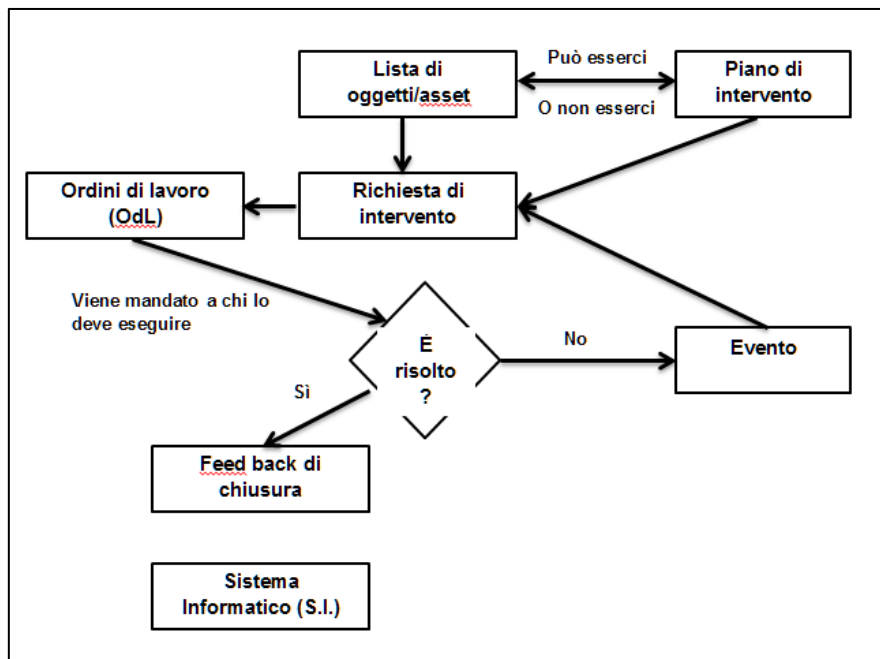 Lista di
oggetti/asset
Può esserci
O non esserci
Piano di
intervento
Ordini di lavoro
(OdL)
Richiesta di
intervento
Viene mandato a chi lo
deve eseguire
È
risolto
?
No
Evento
Sì
Feed back di
chiusura
Sistema
Informatico (S.I.)